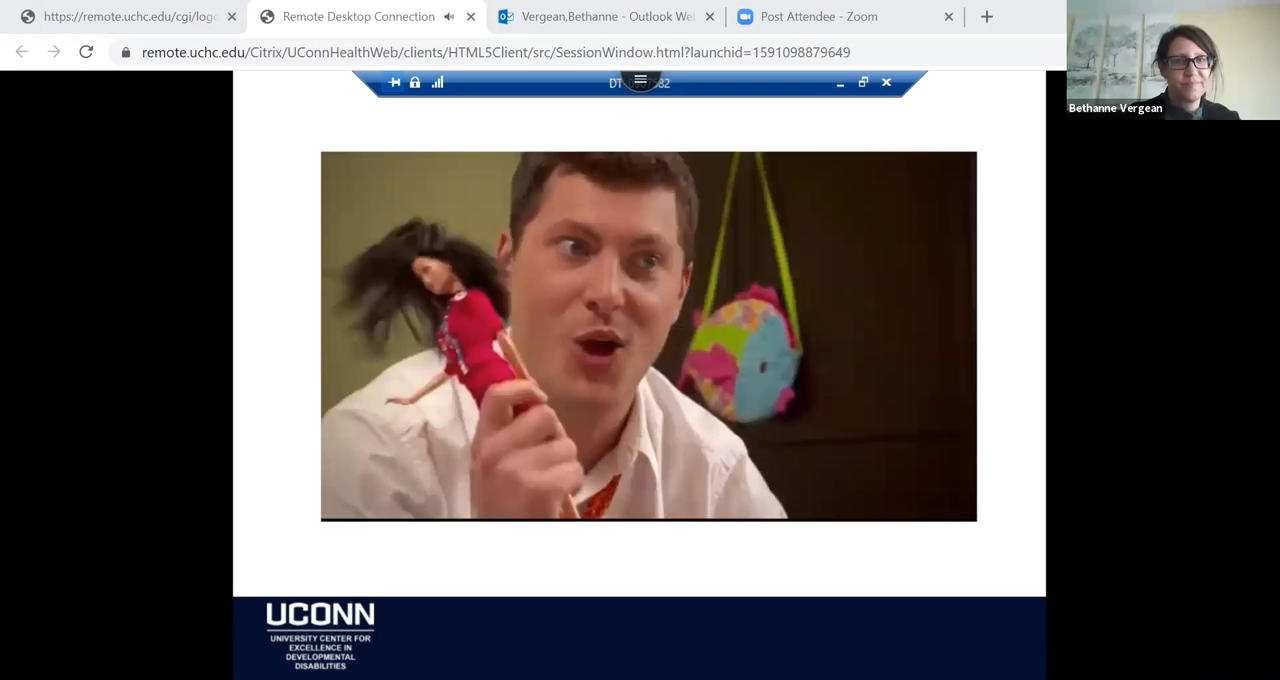 https://remote.uchc.edu/cgi/log
Remote Desktop Connection
Vergean,Bethanne - Outlook We
Post Attendee - Zoom
remote.uchc.edu/Citrix/UConnHealthWeb/clients/HTML5Client/src/SessionWindow.html?launchid=1591098879649
Bethanne Vergean
UCONN
UNIVERSITY CENTER FOR
EXCELLENCE IN
DEVELOPMENTAL
DISABILITIES